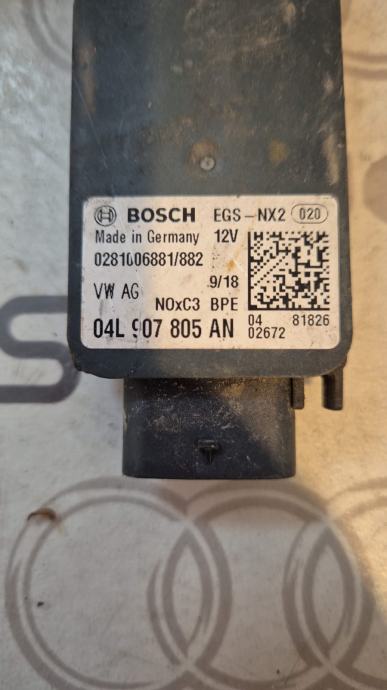 BOSCH EGS-NX2 020
Made in Germany 12V
0281006881/882
9/18
VW AG
NOxC3 BPE
04L 907 805 AN
04 81826
02672
S